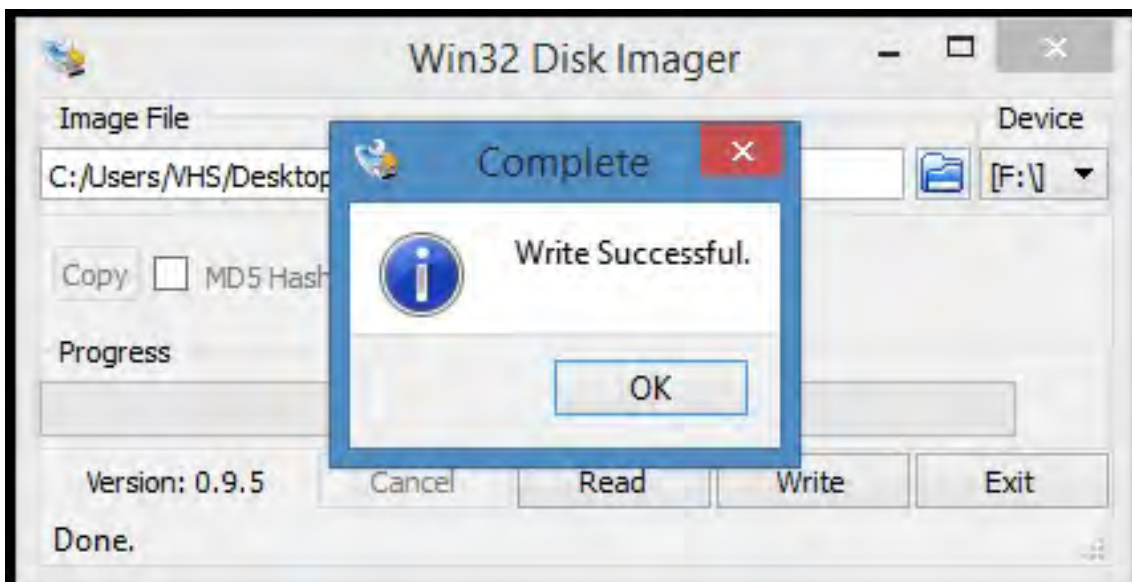 Win32 Disk Imager
Image File
Device
C:/Users/VHS/Desktop
[F:\]
Complete
Write Successful.
OK
Copy
MD5 Hash
Progress
Version: 0.9.5
Cancel
Read
Write
Exit
Done.